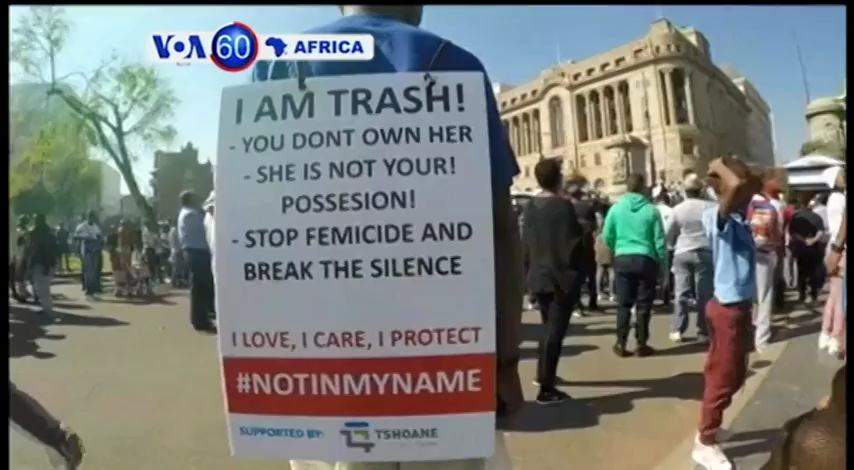 VOA 60 AFRICA
I AM TRASH!
- YOU DONT OWN HER
- SHE IS NOT YOUR!
POSSESION!
- STOP FEMICIDE AND
BREAK THE SILENCE
I LOVE, I CARE, I PROTECT
#NOTINMYNAME
SUPPORTED BY: TSHOANE